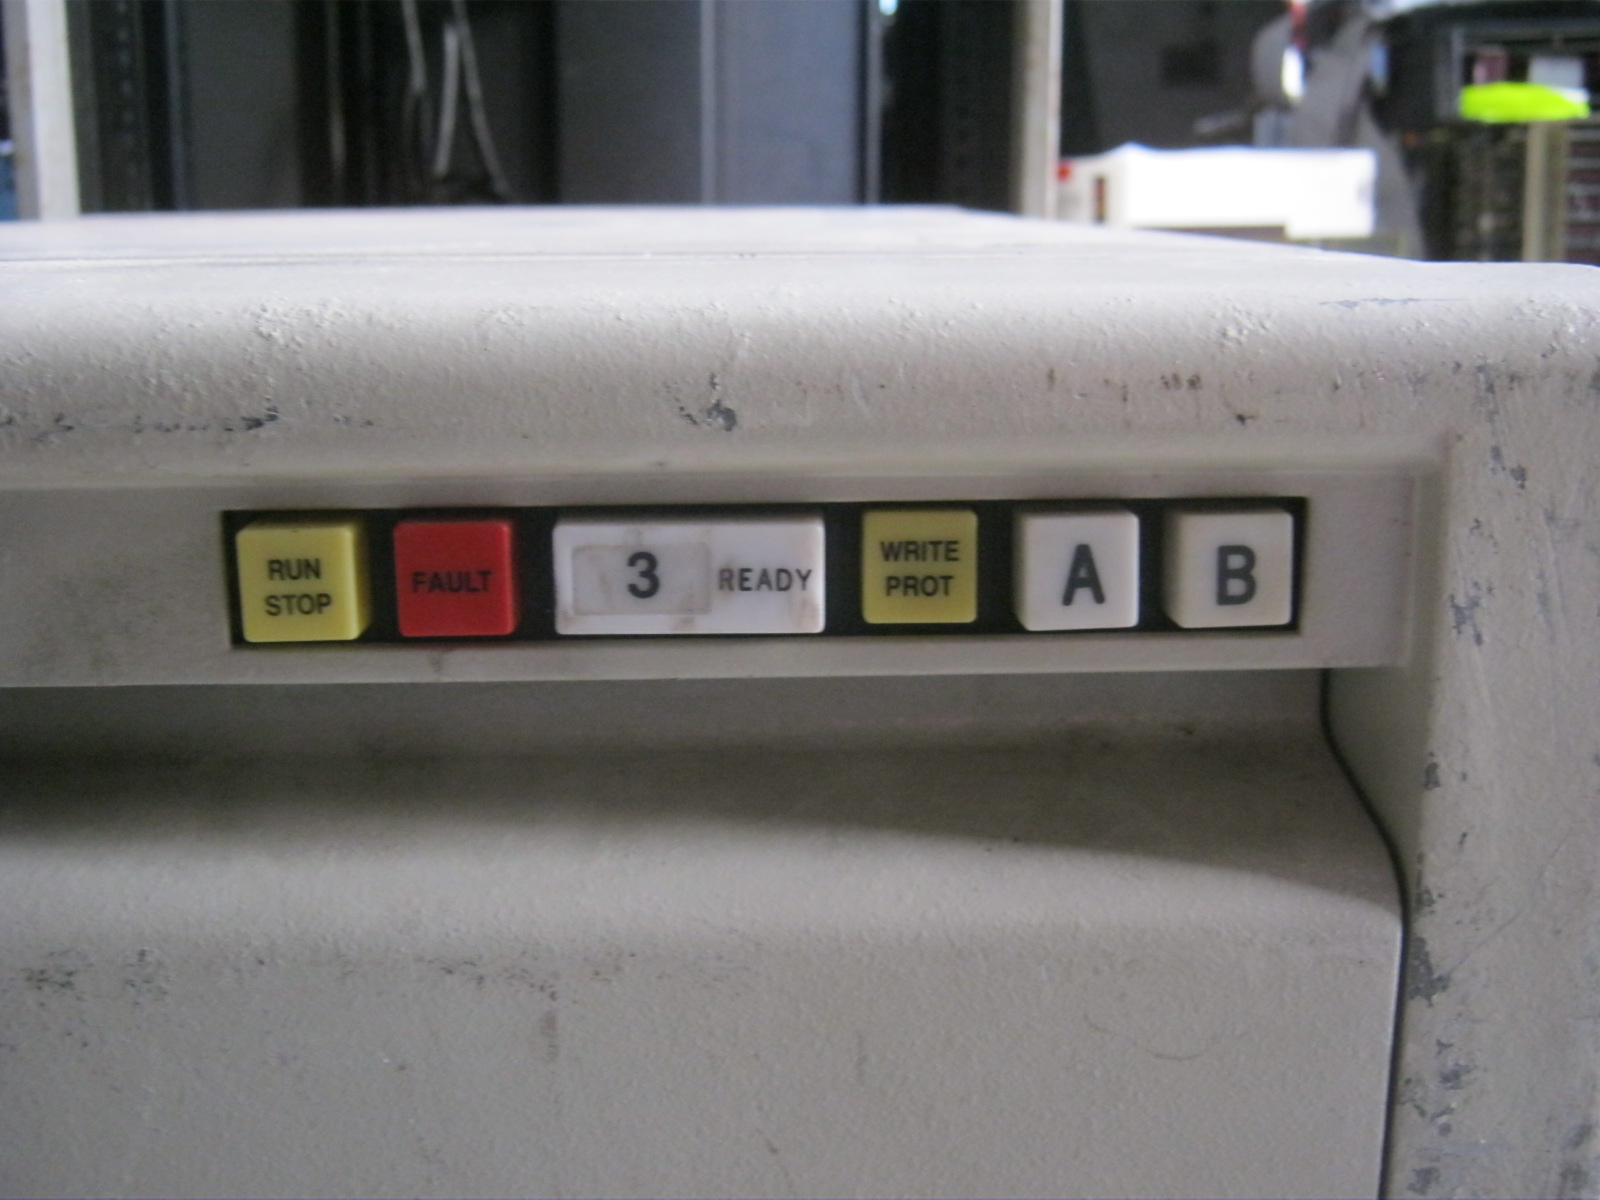 RUN
STOP
FAULT
3 READY
WRITE
PROT
A
B